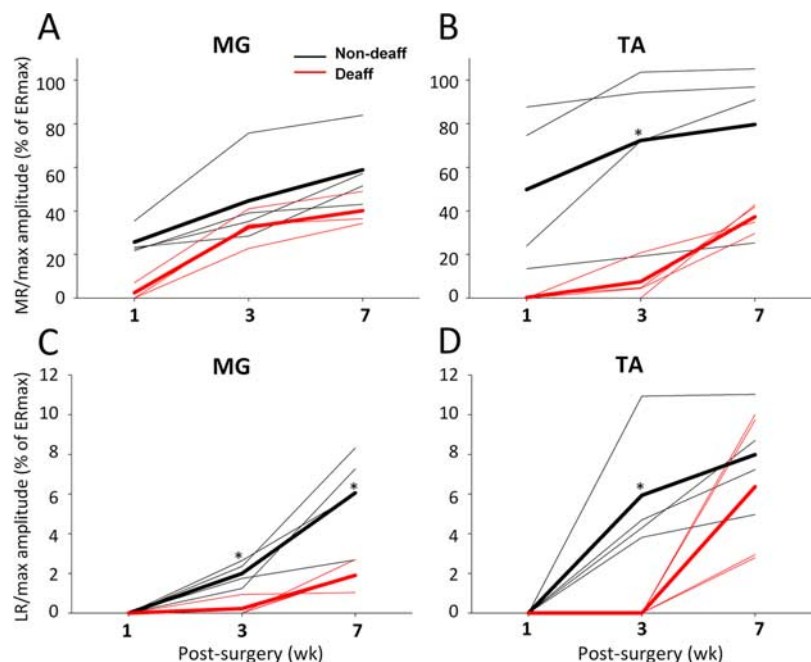 A
MG
Non-deaff
Deaff
MR/max amplitude (% of ERmax)
100
80
60
40
20
0
1 3 7
B
TA
100
80
60
40
20
0
*
1 3 7
C
MG
LR/max amplitude (% of ERmax)
12
10
8
6
4
2
0
*
*
1 3 7
Post-surgery (wk)
D
TA
12
10
8
6
4
2
0
*
1 3 7
Post-surgery (wk)